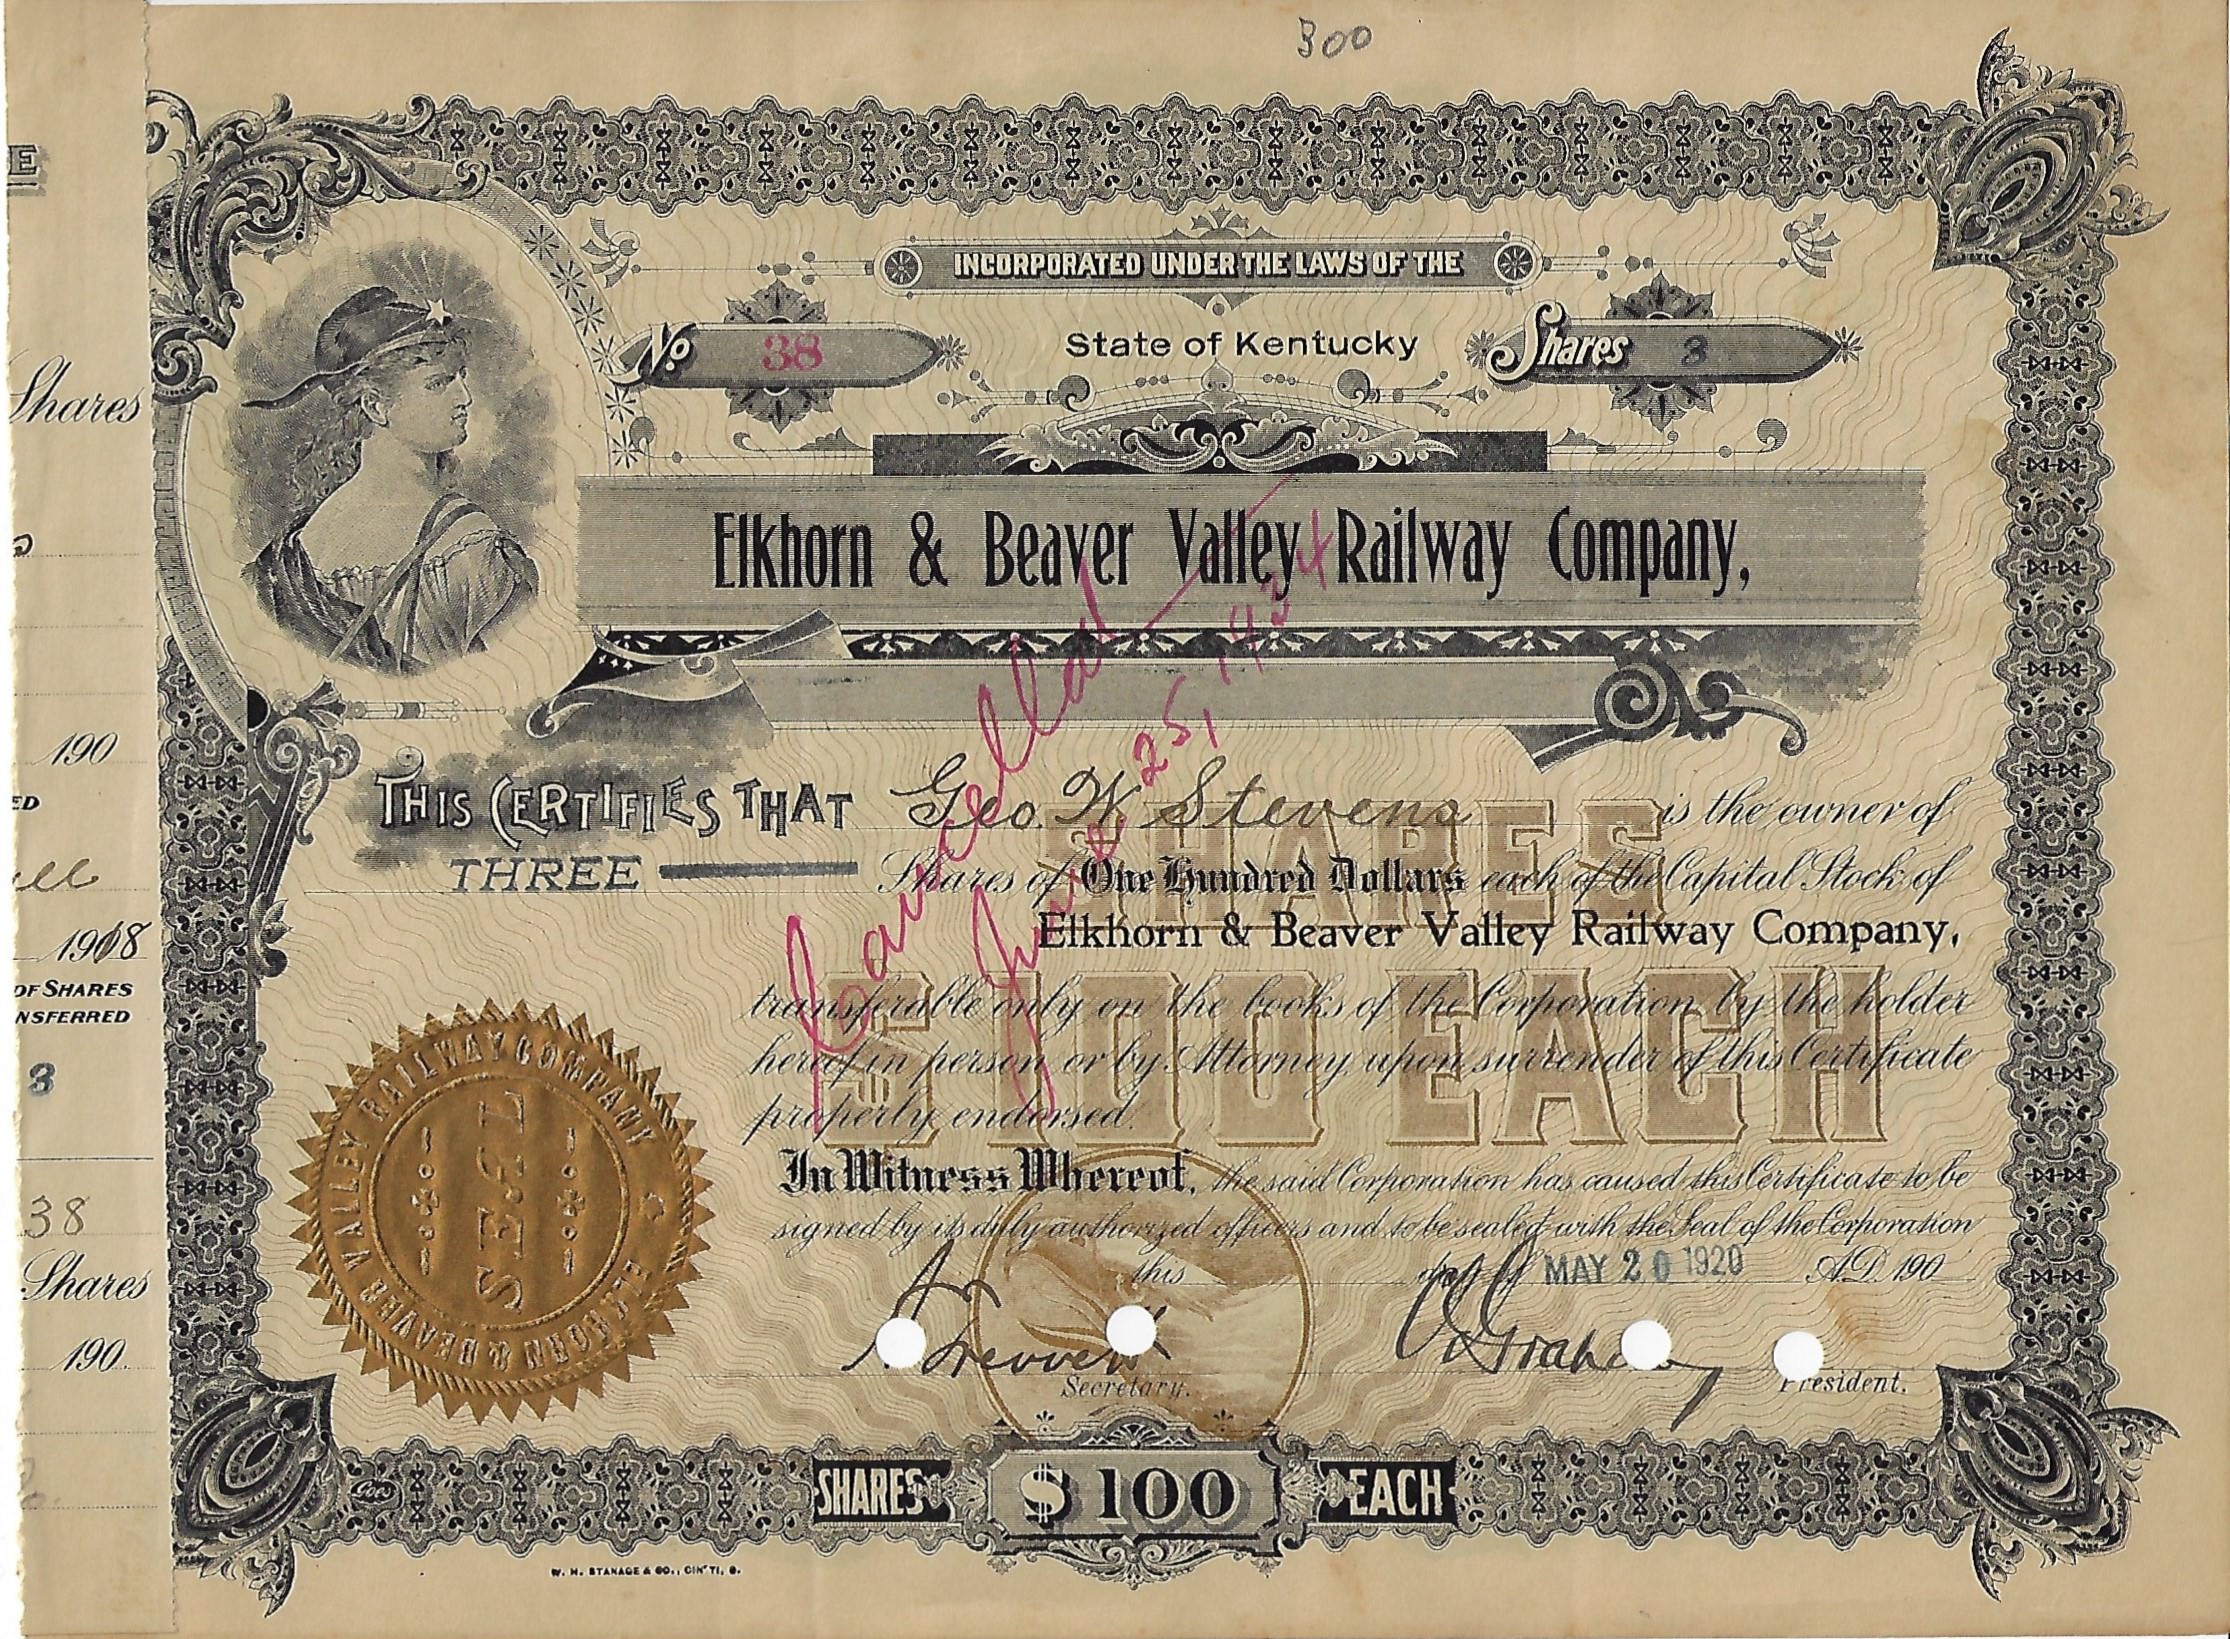 300
INCORPORATED UNDER THE LAWS OF THE
No 38
State of Kentucky
Shares 3
Elkhorn & Beaver Valley Railway Company,
Cancelled
June 25, 1924
THIS CERTIFIES THAT Geo. W. Stevens is the owner of
THREE Shares of One Hundred Dollars each of the Capital Stock of
Elkhorn & Beaver Valley Railway Company,
transferable only on the books of the Corporation by the holder
hereof in person or by Attorney upon surrender of this Certificate
properly endorsed.
In Witness Whereof, the said Corporation has caused this Certificate to be
signed by its duly authorized officers and to be sealed with the Seal of the Corporation
this day of MAY 20 1920 A.D. 190
Secretary.
President.
SHARES
$100 EACH
SHARES $100 EACH
Goes
W. H. STANAGE & CO., CIN'TI, O.
ELKHORN & BEAVER VALLEY RAILWAY COMPANY
SEAL
E
Shares
190
ED
ell
1918
OF SHARES
NSFERRED
3
38
Shares
190